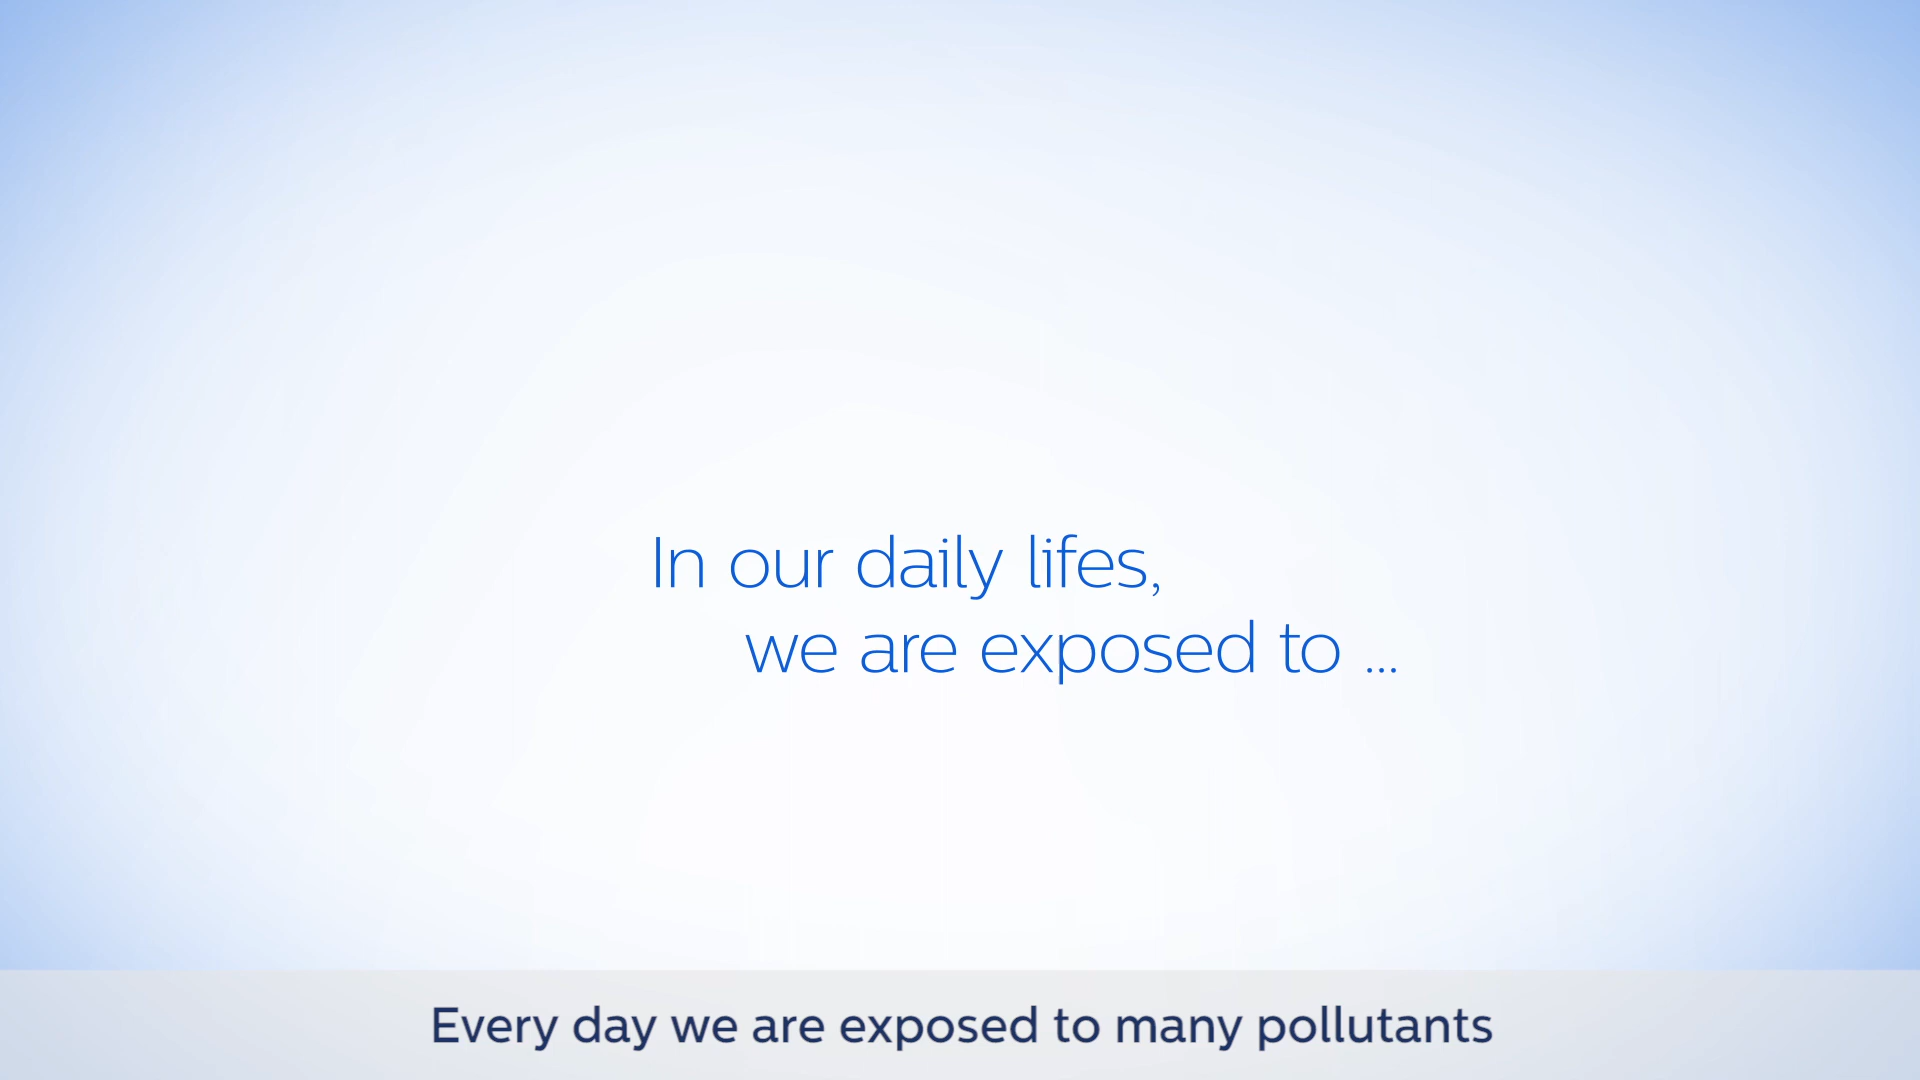 In our daily lifes,
we are exposed to ...
Every day we are exposed to many pollutants